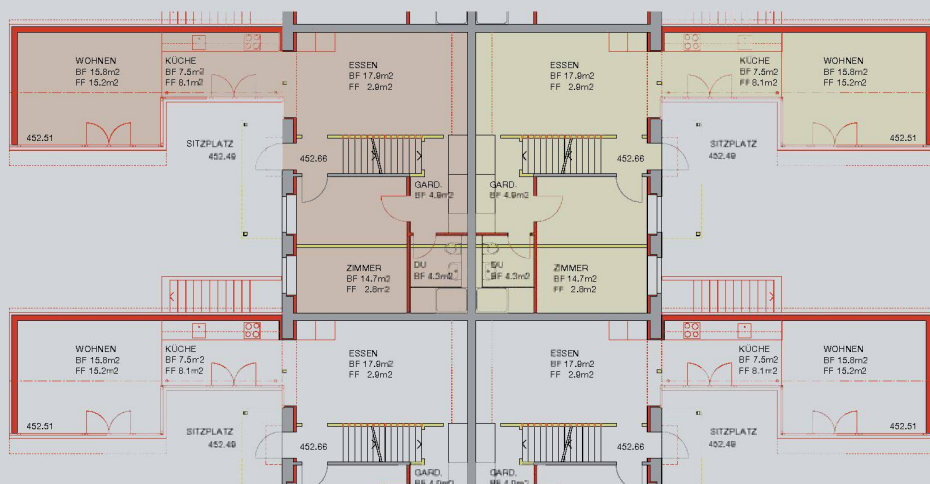 WOHNEN
BF 15.8m2
FF 15.2m2
KÜCHE
BF 7.5m2
FF 8.1m2
ESSEN
BF 17.9m2
FF 2.9m2
ESSEN
BF 17.9m2
FF 2.9m2
KÜCHE
BF 7.5m2
FF 8.1m2
WOHNEN
BF 15.8m2
FF 15.2m2
452.51
SITZPLATZ
452.49
452.66
452.66
SITZPLATZ
452.49
452.51
GARD.
BF 4.9m2
GARD.
BF 4.9m2
ZIMMER
BF 14.7m2
FF 2.8m2
DU
BF 4.3m2
DU
BF 4.3m2
ZIMMER
BF 14.7m2
FF 2.8m2
WOHNEN
BF 15.8m2
FF 15.2m2
KÜCHE
BF 7.5m2
FF 8.1m2
ESSEN
BF 17.9m2
FF 2.9m2
ESSEN
BF 17.9m2
FF 2.9m2
KÜCHE
BF 7.5m2
FF 8.1m2
WOHNEN
BF 15.8m2
FF 15.2m2
452.51
SITZPLATZ
452.49
452.66
452.66
SITZPLATZ
452.49
452.51
GARD.
BF 4.9m2
GARD.
BF 4.9m2